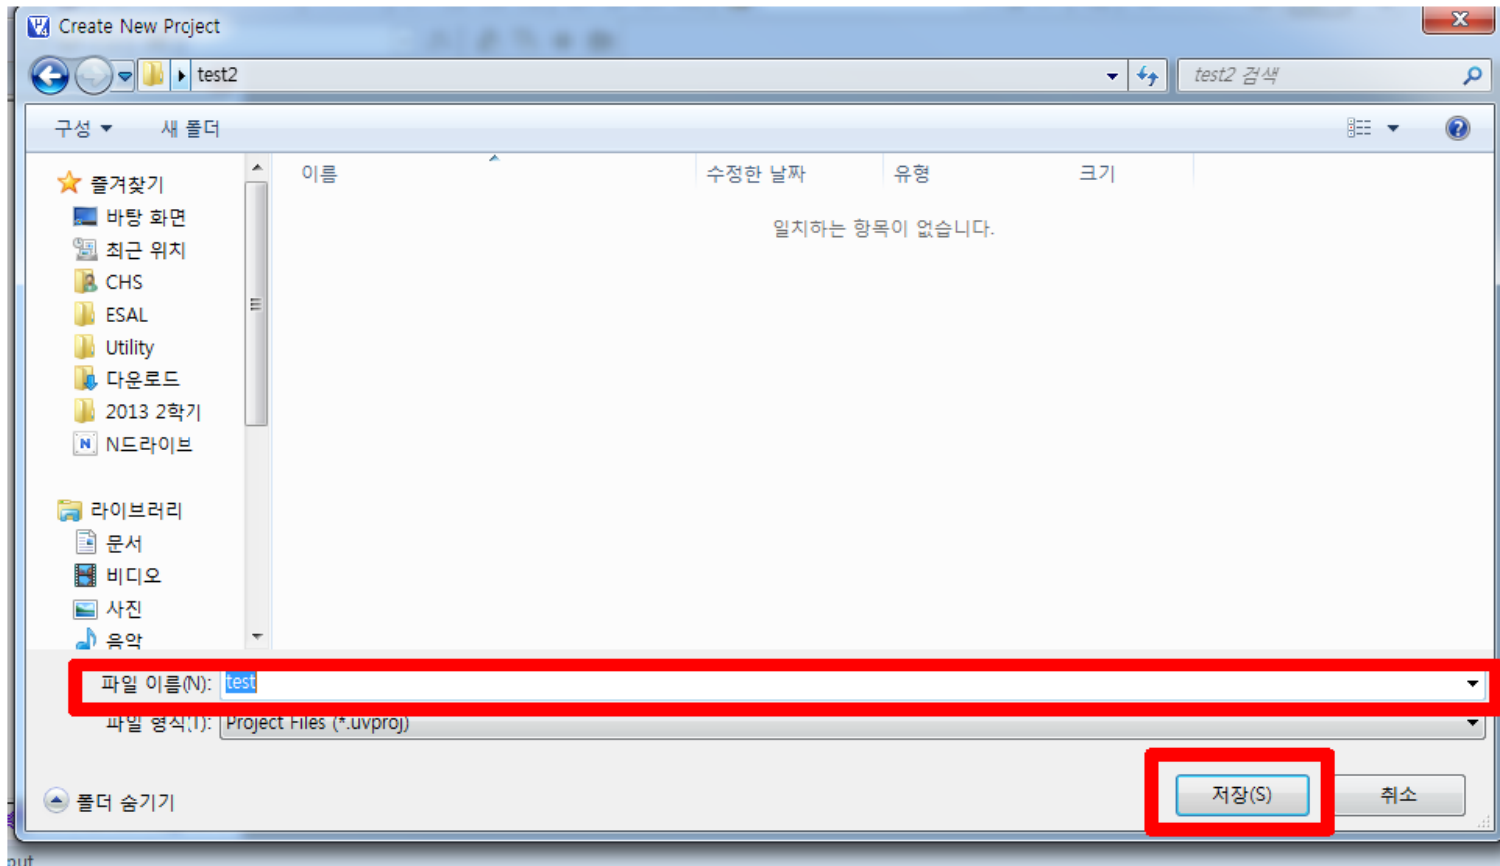 Create New Project
test2
test2 검색
구성
새 폴더
이름
수정한 날짜
유형
크기
일치하는 항목이 없습니다.
즐겨찾기
바탕 화면
최근 위치
CHS
ESAL
Utility
다운로드
2013 2학기
N드라이브
라이브러리
문서
비디오
사진
음악
파일 이름(N): test
파일 형식(T): Project Files (*.uvproj)
폴더 숨기기
저장(S)
취소